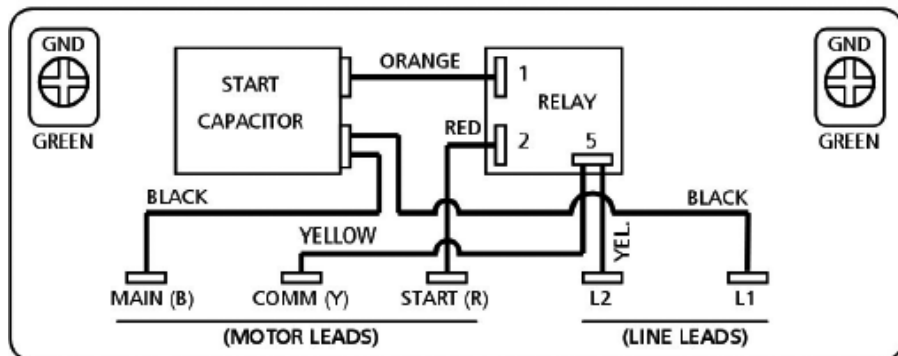 GND
GREEN
START
CAPACITOR
ORANGE
1
RELAY
RED
2
5
GND
GREEN
BLACK
YELLOW
YEL.
BLACK
MAIN (B)
COMM (Y)
START (R)
L2
L1
(MOTOR LEADS)
(LINE LEADS)